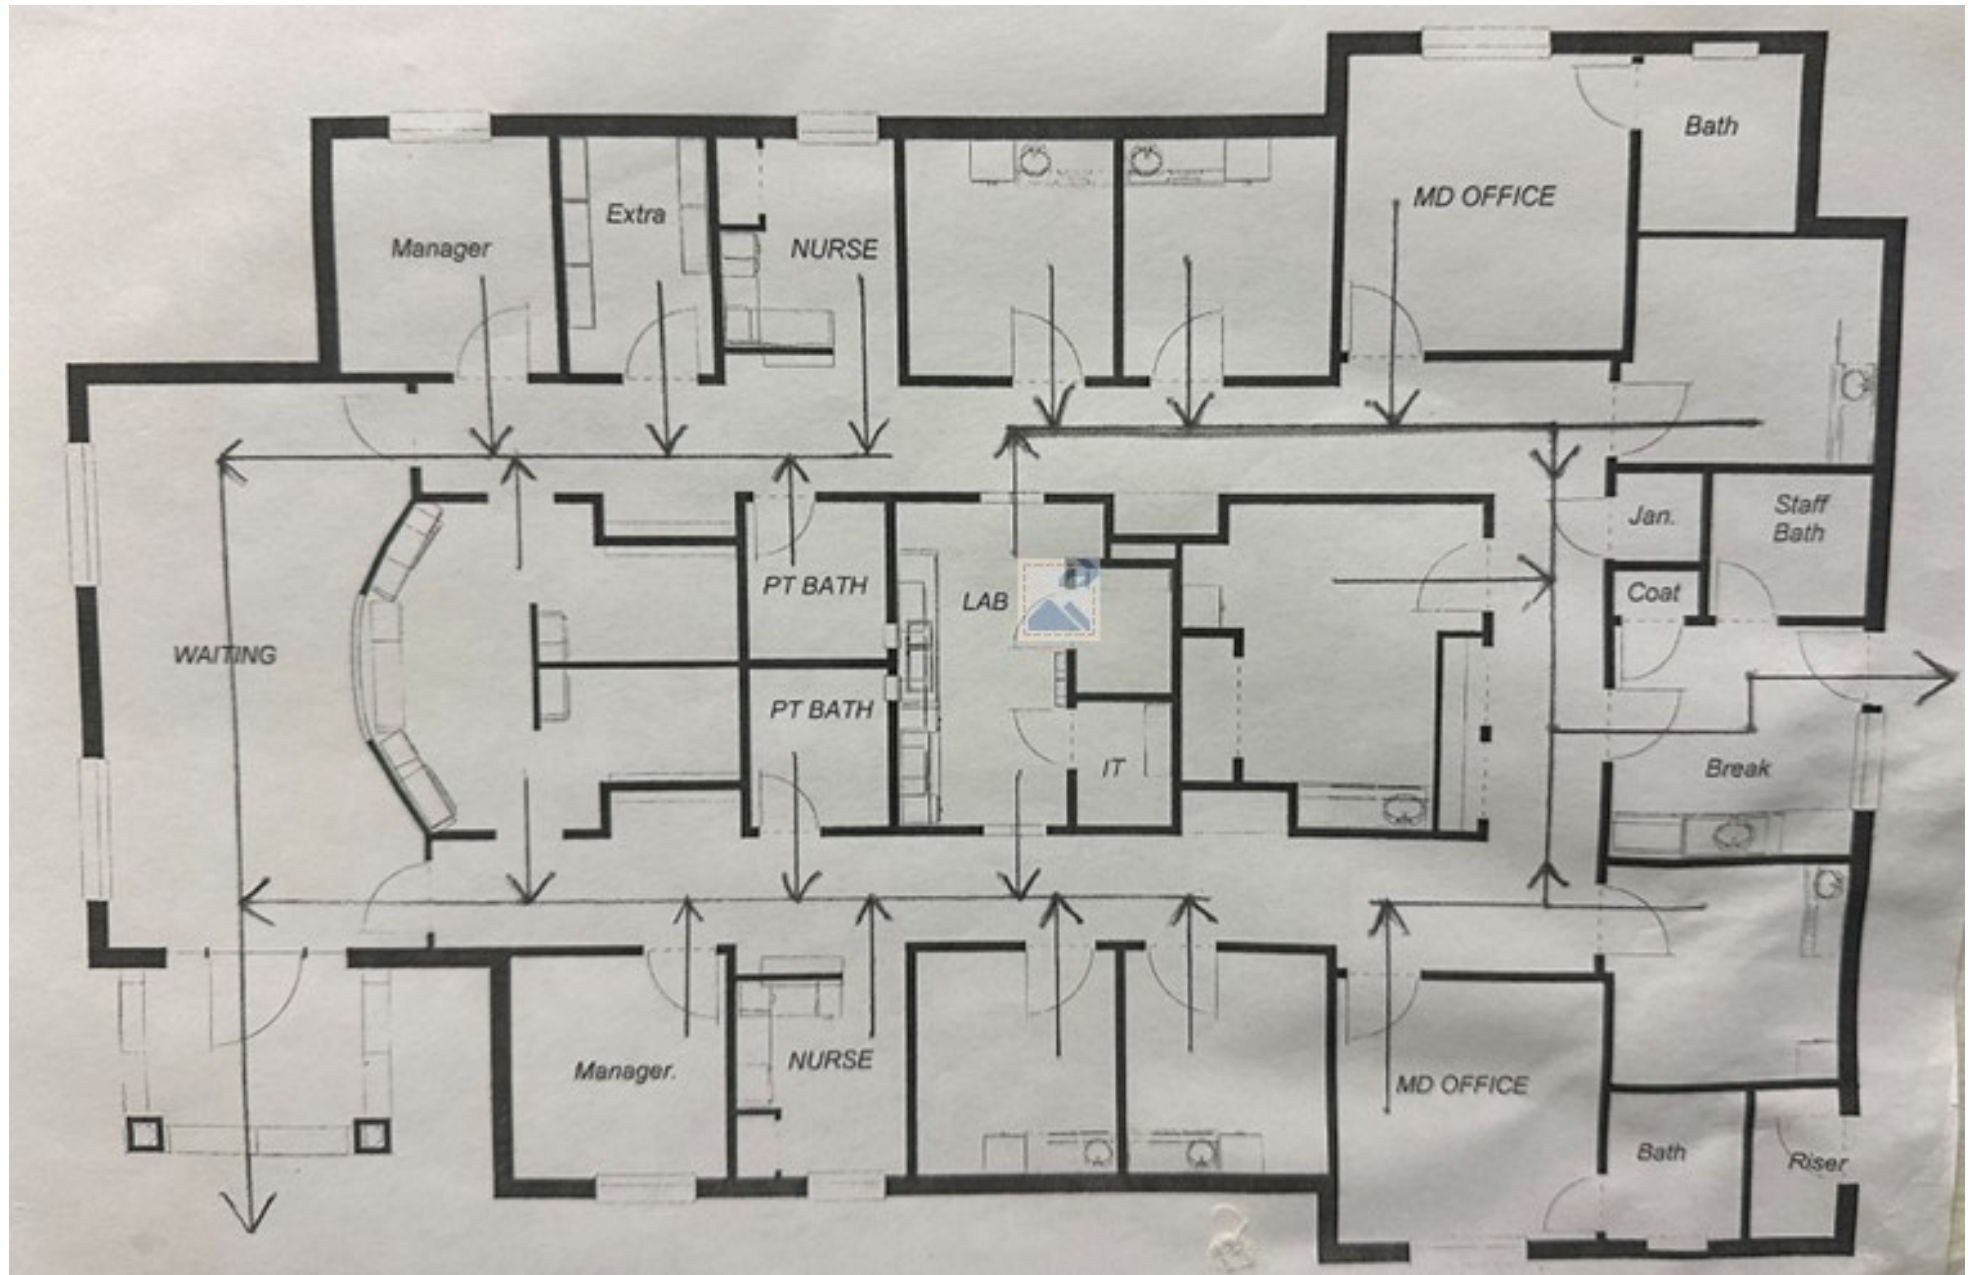 Bath
MD OFFICE
Extra
Manager
NURSE
Jan.
Staff
Bath
PT BATH
LAB
Coat
WAITING
PT BATH
IT
Break
Manager.
NURSE
MD OFFICE
Bath
Riser